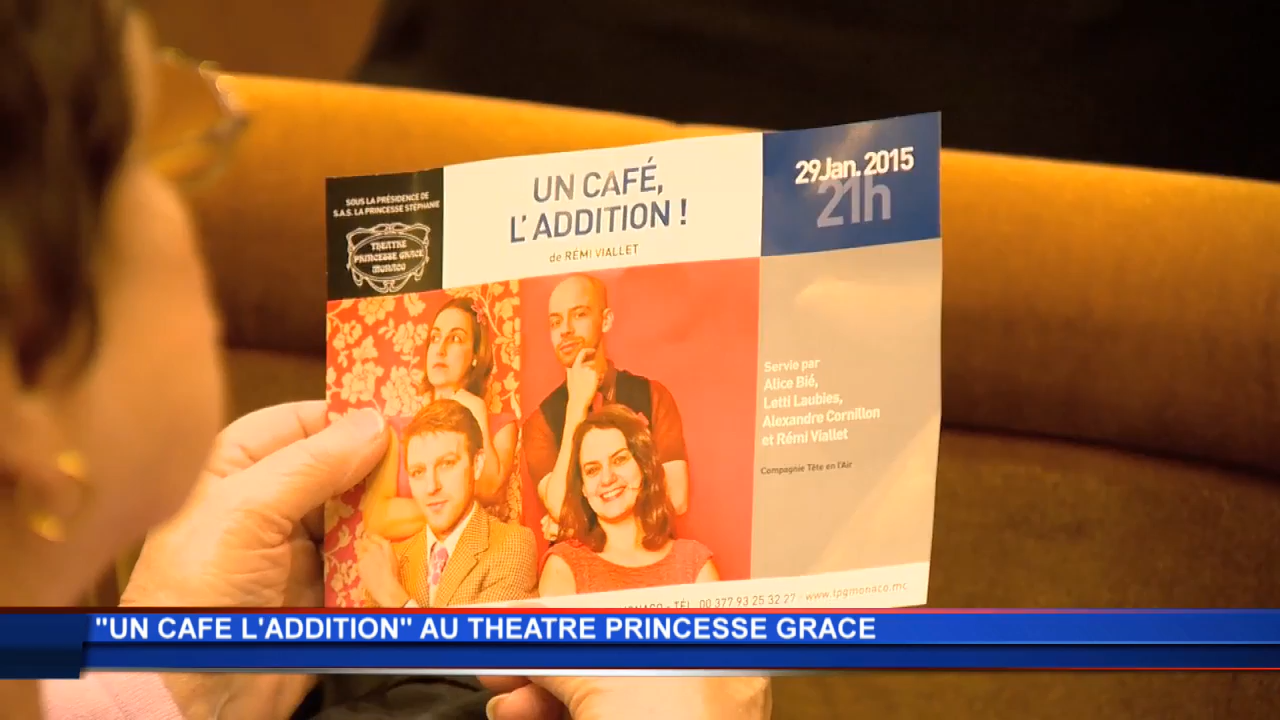 SOUS LA PRÉSIDENCE DE
S.A.S. LA PRINCESSE STÉPHANIE
THEATRE
PRINCESSE GRACE
MONACO
UN CAFÉ,
L'ADDITION !
de RÉMI VIALLET
29Jan. 2015
21h
Servie par
Alice Bié,
Letti Laubies,
Alexandre Cornillon
et Rémi Viallet
Compagnie Tête en l'Air
MONACO - TÉL. 00 377 93 25 32 27 - www.tpgmonaco.mc
"UN CAFE L'ADDITION" AU THEATRE PRINCESSE GRACE